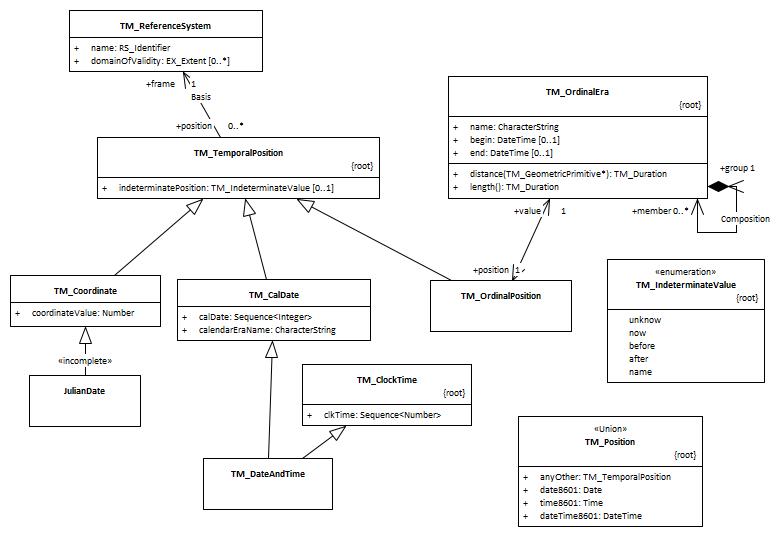 TM_ReferenceSystem
+ name: RS_Identifier
+ domainOfValidity: EX_Extent [0..*]
+frame 1
Basis
+position 0..*
TM_TemporalPosition
{root}
+ indeterminatePosition: TM_IndeterminateValue [0..1]
TM_OrdinalEra
{root}
+ name: CharacterString
+ begin: DateTime [0..1]
+ end: DateTime [0..1]
+ distance(TM_GeometricPrimitive*): TM_Duration
+ length(): TM_Duration
+group 1
+member 0..*
Composition
+value 1
+position 1
TM_Coordinate
+ coordinateValue: Number
TM_CalDate
+ calDate: Sequence<Integer>
+ calendarEraName: CharacterString
TM_OrdinalPosition
«enumeration»
TM_IndeterminateValue
{root}
unknow
now
before
after
name
«incomplete»
JulianDate
TM_ClockTime
{root}
+ clkTime: Sequence<Number>
TM_DateAndTime
«Union»
TM_Position
{root}
+ anyOther: TM_TemporalPosition
+ date8601: Date
+ time8601: Time
+ dateTime8601: DateTime